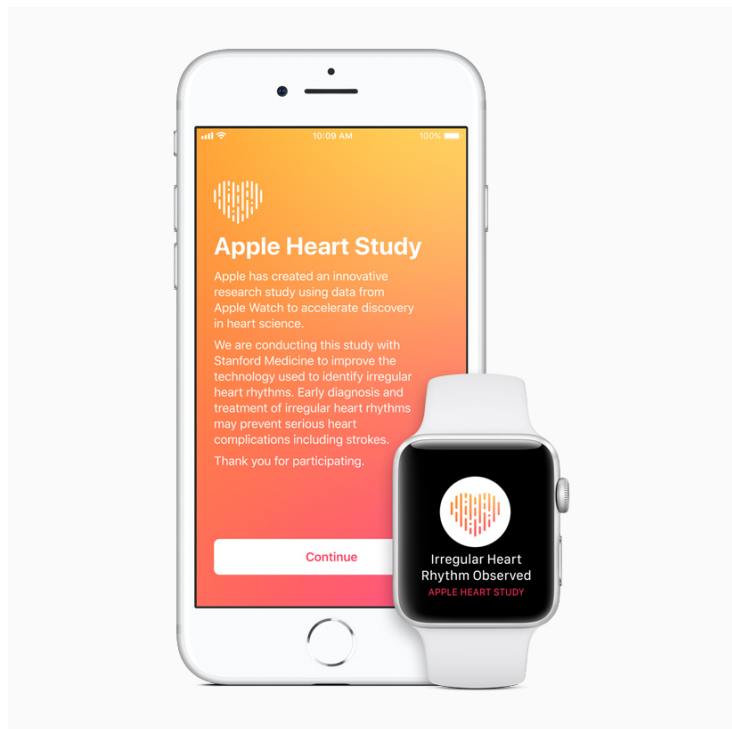 10:09 AM 100%
Apple Heart Study
Apple has created an innovative
research study using data from
Apple Watch to accelerate discovery
in heart science.
We are conducting this study with
Stanford Medicine to improve the
technology used to identify irregular
heart rhythms. Early diagnosis and
treatment of irregular heart rhythms
may prevent serious heart
complications including strokes.
Thank you for participating.
Continue
Irregular Heart
Rhythm Observed
APPLE HEART STUDY